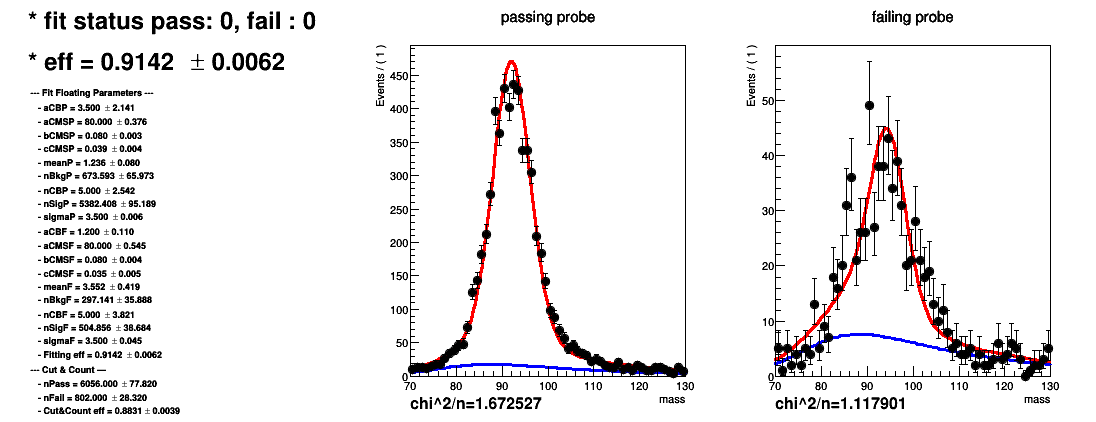 * fit status pass: 0, fail : 0
* eff = 0.9142 ± 0.0062
--- Fit Floating Parameters ---
- aCBP = 3.500 ± 2.141
- aCMSP = 80.000 ± 0.376
- bCMSP = 0.080 ± 0.003
- cCMSP = 0.039 ± 0.004
- meanP = 1.236 ± 0.080
- nBkgP = 673.593 ± 65.973
- nCBP = 5.000 ± 2.542
- nSigP = 5382.408 ± 95.189
- sigmaP = 3.500 ± 0.006
- aCBF = 1.200 ± 0.110
- aCMSF = 80.000 ± 0.545
- bCMSF = 0.080 ± 0.004
- cCMSF = 0.035 ± 0.005
- meanF = 3.552 ± 0.419
- nBkgF = 297.141 ± 35.888
- nCBF = 5.000 ± 3.821
- nSigF = 504.856 ± 38.684
- sigmaF = 3.500 ± 0.045
- Fitting eff = 0.9142 ± 0.0062
--- Cut & Count ---
- nPass = 6056.000 ± 77.820
- nFail = 802.000 ± 28.320
- Cut&Count eff = 0.8831 ± 0.0039
passing probe
Events / ( 1 )
450
400
350
300
250
200
150
100
50
0
70 80 90 100 110 120 130
mass
chi^2/n=1.672527
failing probe
Events / ( 1 )
50
40
30
20
10
0
70 80 90 100 110 120 130
mass
chi^2/n=1.117901